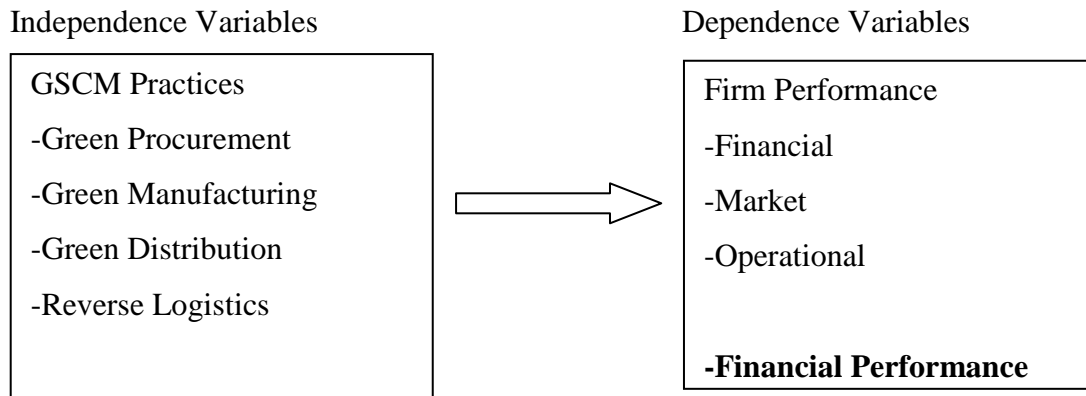 Independence Variables
GSCM Practices
-Green Procurement
-Green Manufacturing
-Green Distribution
-Reverse Logistics
Dependence Variables
Firm Performance
-Financial
-Market
-Operational
-Financial Performance